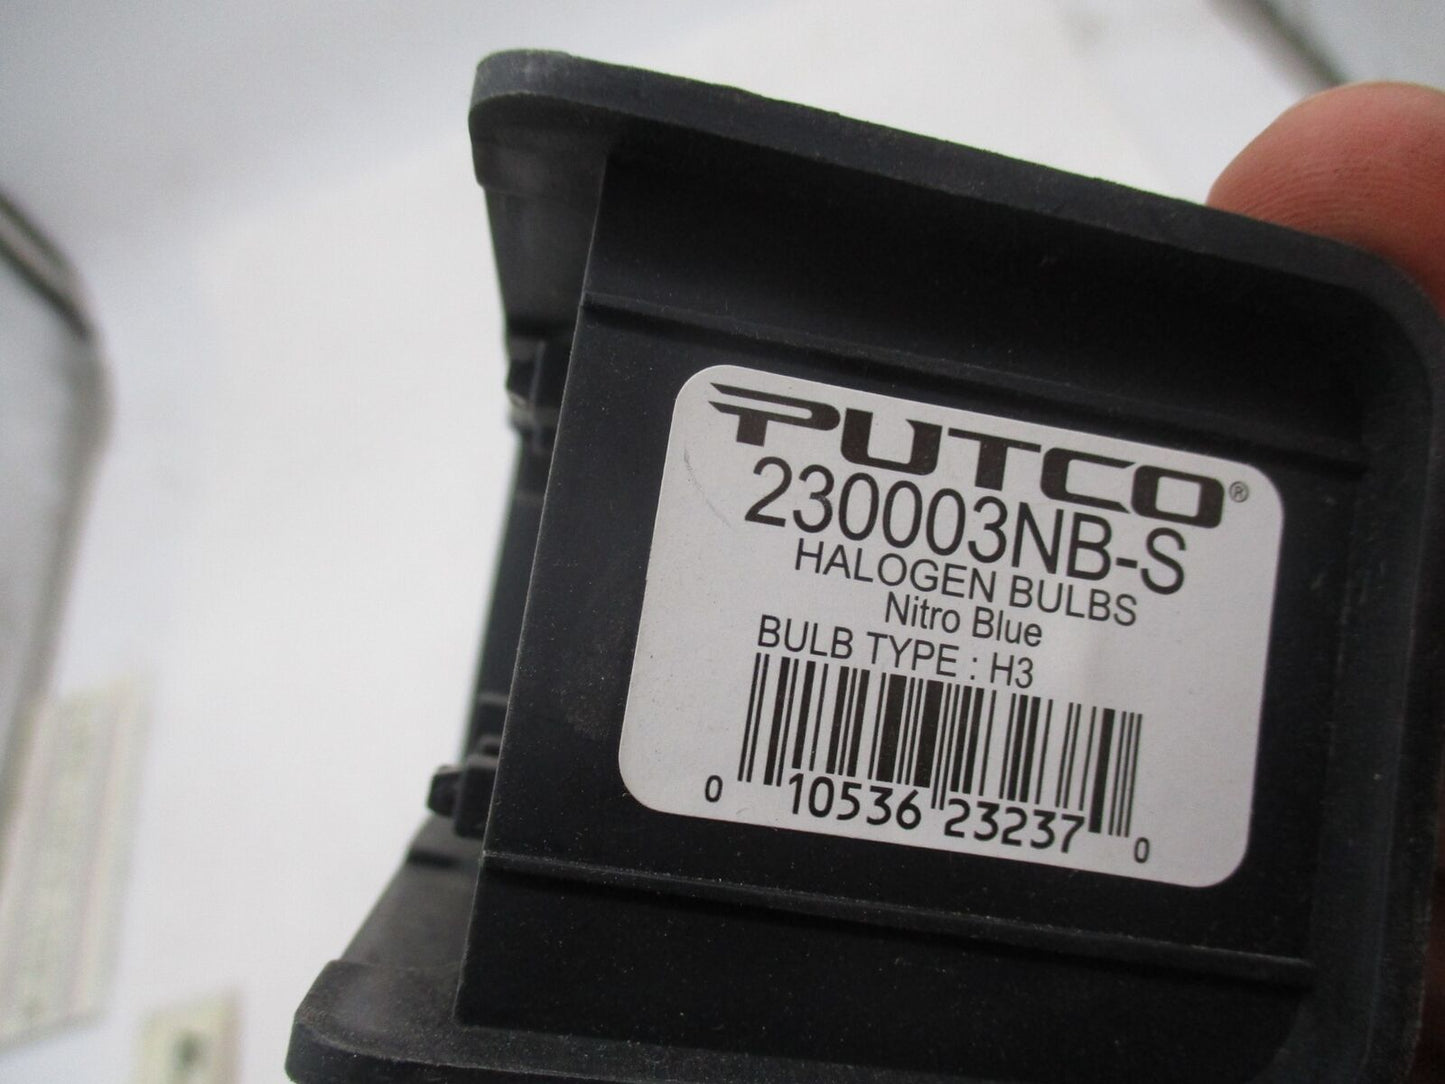 PUTCO®
230003NB-S
HALOGEN BULBS
Nitro Blue
BULB TYPE : H3
0 10536 23237 0